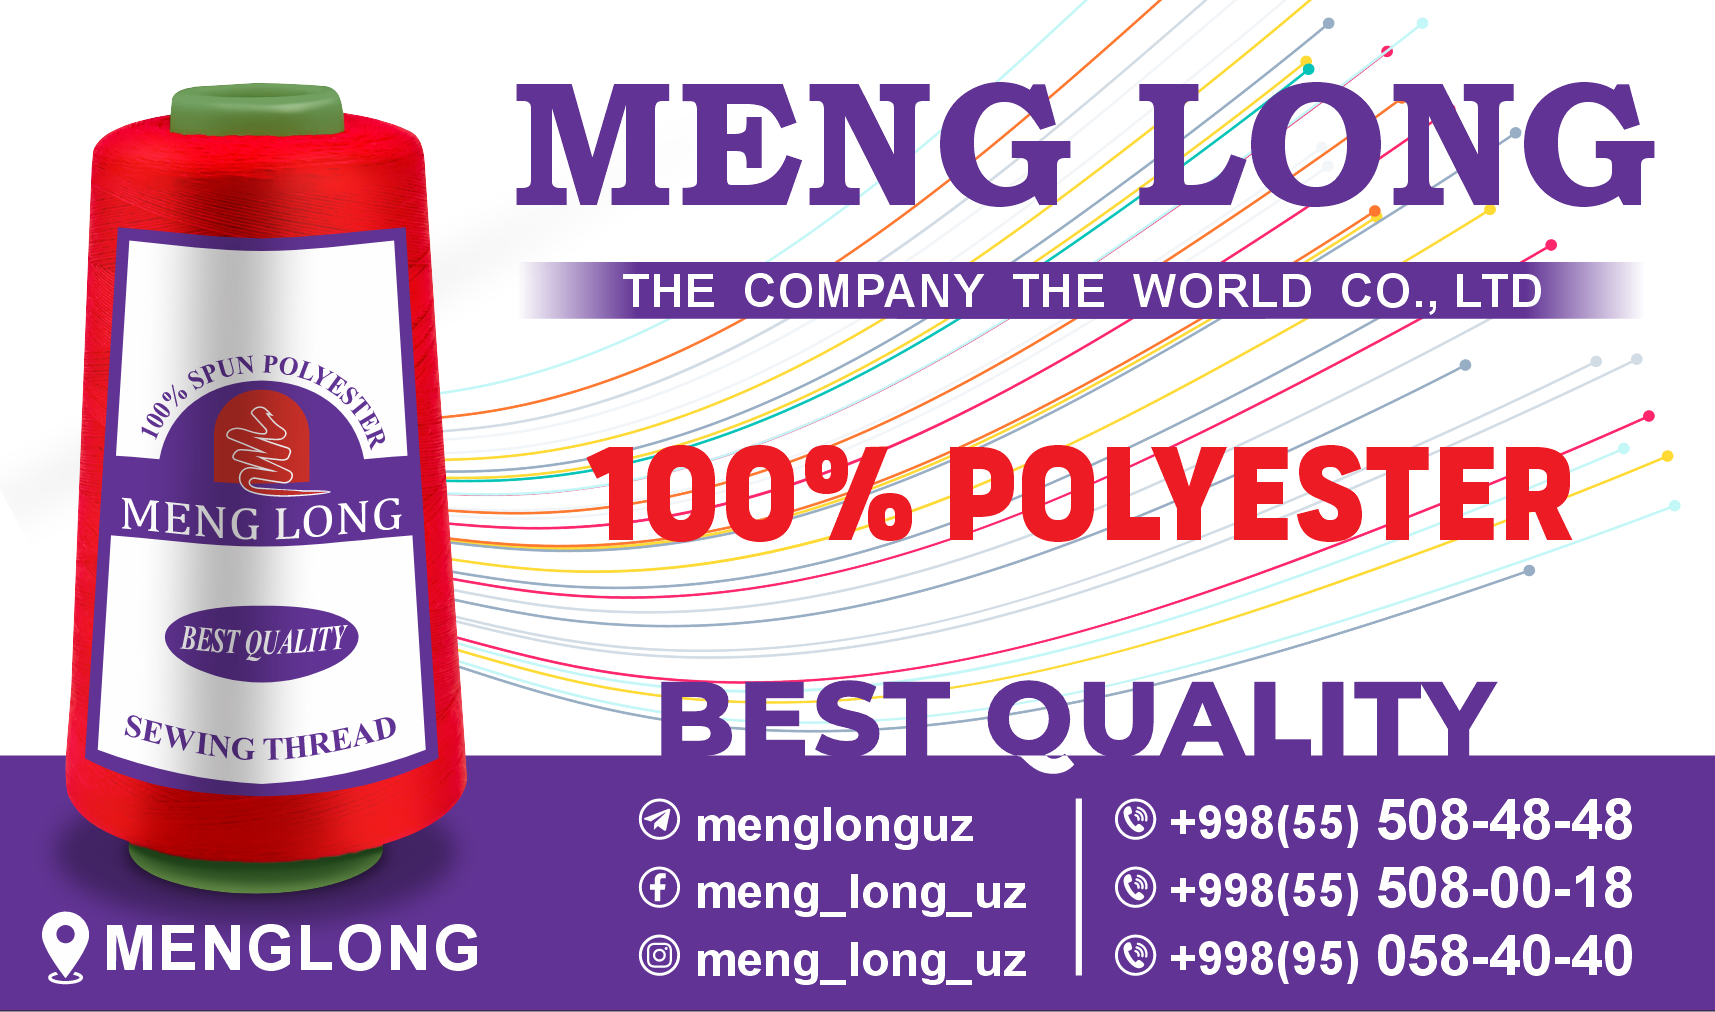 MENG LONG
THE COMPANY THE WORLD CO., LTD
100% SPUN POLYESTER
MENG LONG
BEST QUALITY
SEWING THREAD
100% POLYESTER
BEST QUALITY
menglonguz
meng_long_uz
meng_long_uz
+998(55) 508-48-48
+998(55) 508-00-18
+998(95) 058-40-40
MENGLONG